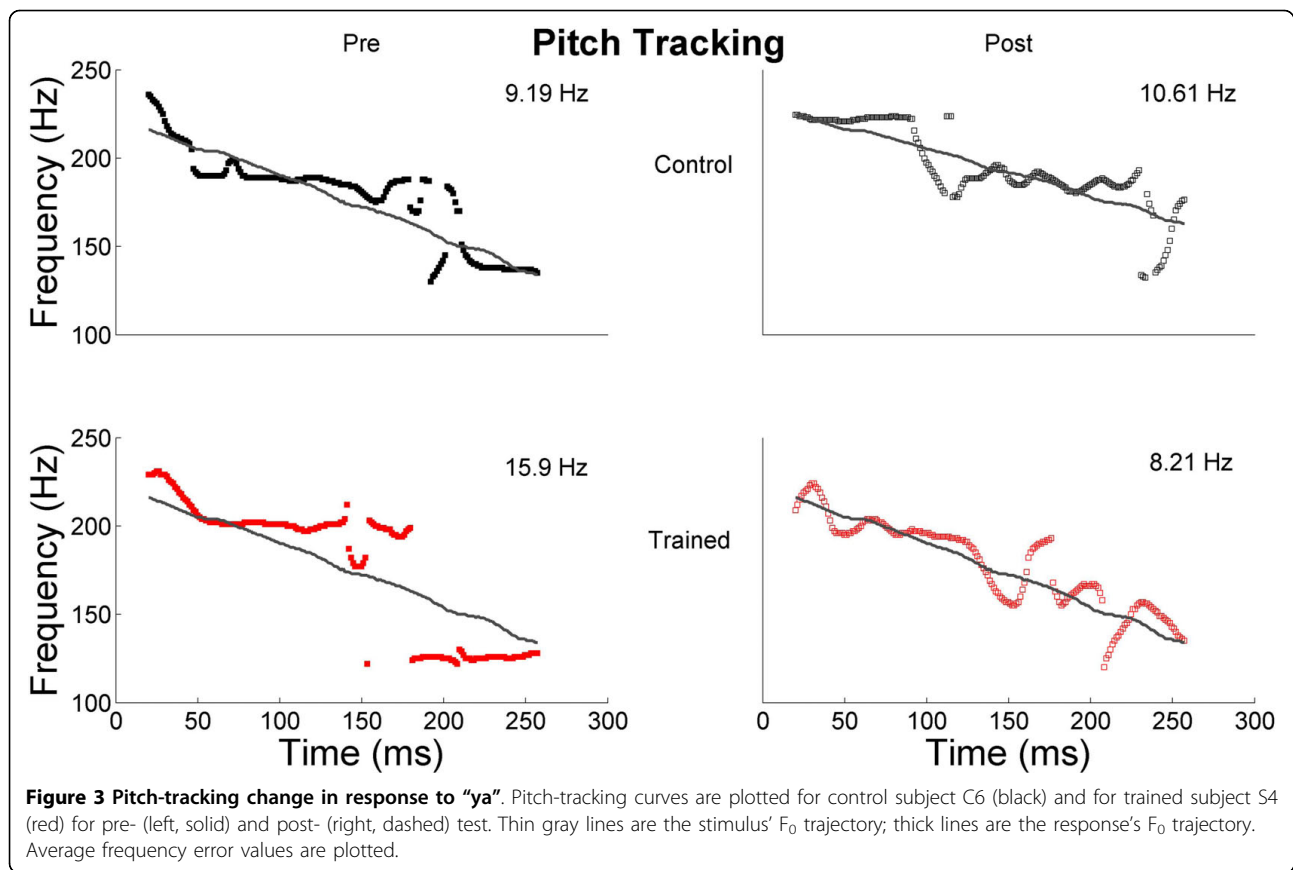 Pitch Tracking
Pre
Post
250
200
150
100
Frequency (Hz)
9.19 Hz
Control
10.61 Hz
250
200
150
100
Frequency (Hz)
15.9 Hz
Trained
8.21 Hz
0 50 100 150 200 250 300
0 50 100 150 200 250 300
Time (ms)
Time (ms)
Figure 3 Pitch-tracking change in response to “ya”. Pitch-tracking curves are plotted for control subject C6 (black) and for trained subject S4
(red) for pre- (left, solid) and post- (right, dashed) test. Thin gray lines are the stimulus’ F₀ trajectory; thick lines are the response’s F₀ trajectory.
Average frequency error values are plotted.